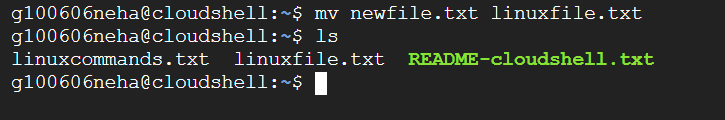 g100606neha@cloudshell:~$ mv newfile.txt linuxfile.txt
g100606neha@cloudshell:~$ ls
linuxcommands.txt  linuxfile.txt  README-cloudshell.txt
g100606neha@cloudshell:~$